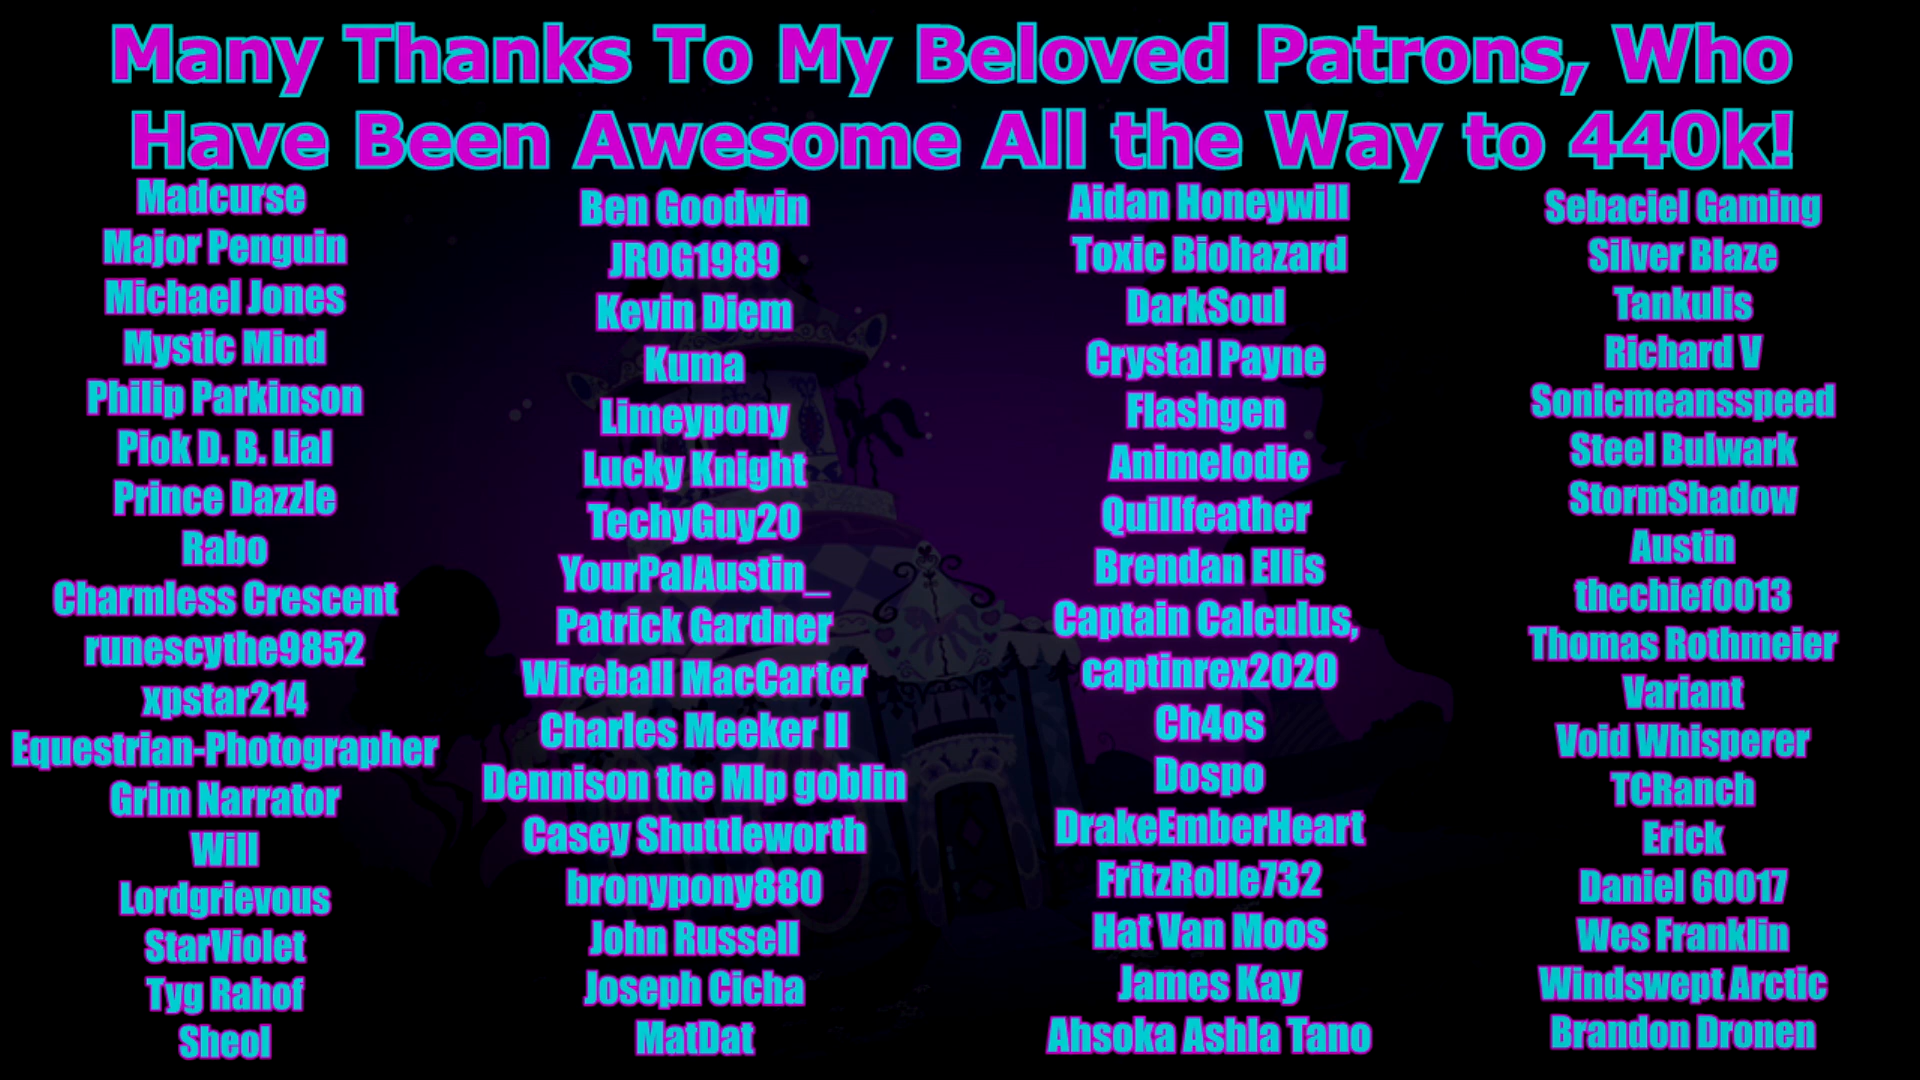 Many Thanks To My Beloved Patrons, Who
Have Been Awesome All the Way to 440k!
Madcurse
Major Penguin
Michael Jones
Mystic Mind
Philip Parkinson
Piok D. B. Lial
Prince Dazzle
Rabo
Charmless Crescent
runescythe9852
xpstar214
Equestrian-Photographer
Grim Narrator
Will
Lordgrievous
StarViolet
Tyg Rahof
Sheol
Ben Goodwin
JROG1989
Kevin Diem
Kuma
Limeypony
Lucky Knight
TechyGuy20
YourPalAustin_
Patrick Gardner
Wireball MacCarter
Charles Meeker II
Dennison the Mlp goblin
Casey Shuttleworth
bronypony880
John Russell
Joseph Cicha
MatDat
Aidan Honeywill
Toxic Biohazard
DarkSoul
Crystal Payne
Flashgen
Animelodie
Quillfeather
Brendan Ellis
Captain Calculus,
captinrex2020
Ch4os
Dospo
DrakeEmberHeart
FritzRolle732
Hat Van Moos
James Kay
Ahsoka Ashla Tano
Sebaciel Gaming
Silver Blaze
Tankulis
Richard V
Sonicmeansspeed
Steel Bulwark
StormShadow
Austin
thechief0013
Thomas Rothmeier
Variant
Void Whisperer
TCRanch
Erick
Daniel 60017
Wes Franklin
Windswept Arctic
Brandon Dronen